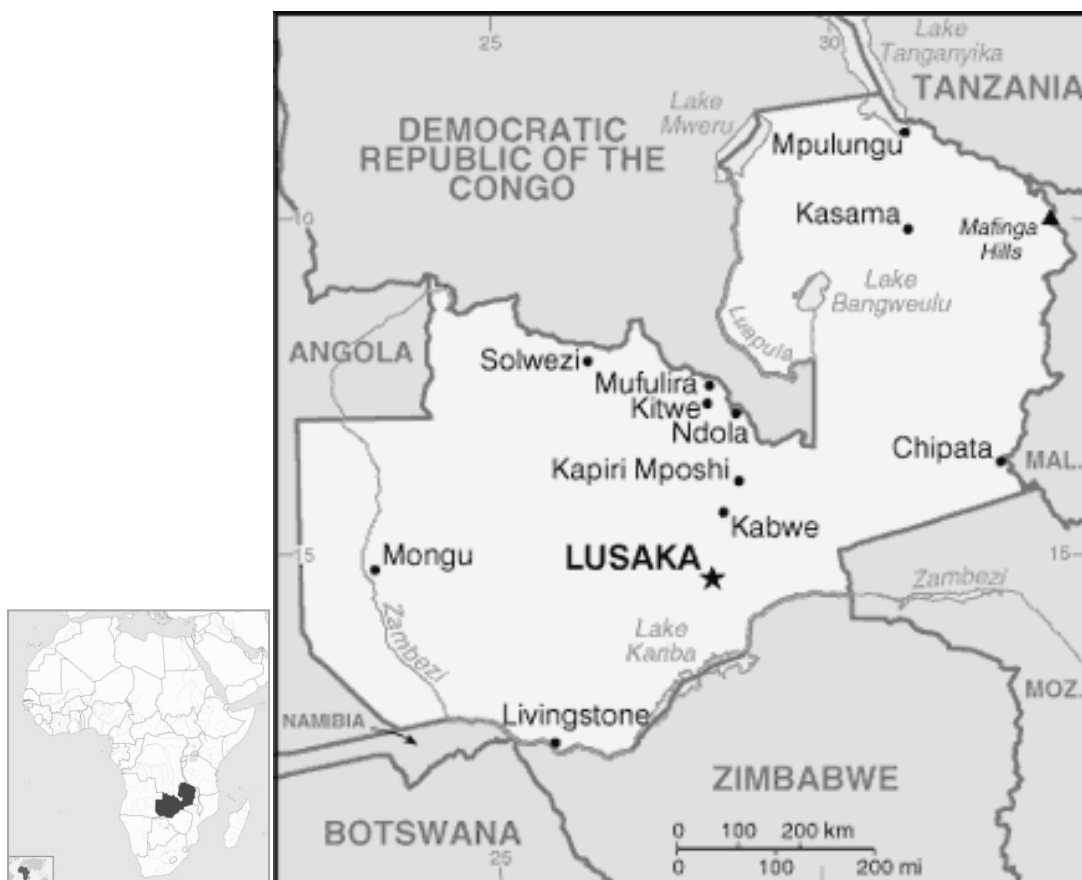 25
30
Lake
Tanganyika
TANZANIA
Lake
Mweru
DEMOCRATIC
REPUBLIC OF THE
CONGO
Mpulungu
10
Kasama
Mafinga
Hills
Lake
Bangweulu
Luapula
ANGOLA
Solwezi
Mufulira
Kitwe
Ndola
Chipata
MAL.
Kapiri Mposhi
Kabwe
15
Mongu
LUSAKA
15
Zambezi
Zambezi
Lake
Kariba
MOZ.
NAMIBIA
Livingstone
ZIMBABWE
BOTSWANA
0 100 200 km
0 100 200 mi
25